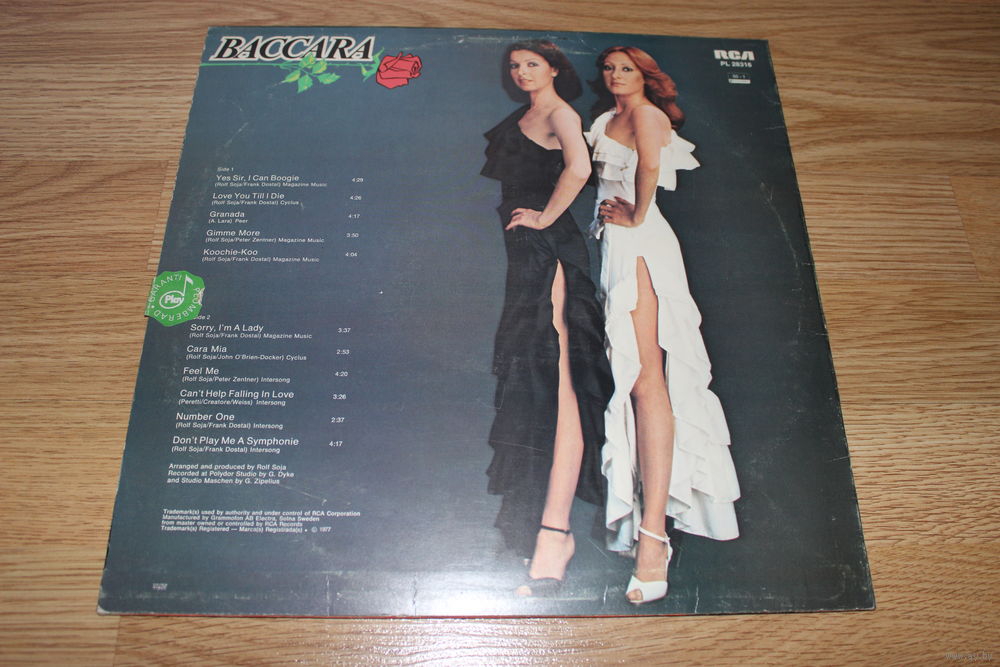 BACCARA
RCA
PL 28316
Side 1
Yes Sir, I Can Boogie 4:29
(Rolf Soja/Frank Dostal) Magazine Music
Love You Till I Die 4:26
(Rolf Soja/Frank Dostal) Cyclus
Granada 4:17
(A. Lara) Peer
Gimme More 3:50
(Rolf Soja/Peter Zentner) Magazine Music
Koochie-Koo 4:04
(Rolf Soja/Frank Dostal) Magazine Music
GARANTI
Play
PLOMBERAD
Side 2
Sorry, I'm A Lady 3:37
(Rolf Soja/Frank Dostal) Magazine Music
Cara Mia 2:53
(Rolf Soja/John O'Brien-Docker) Cyclus
Feel Me 4:20
(Rolf Soja/Peter Zentner) Intersong
Can't Help Falling In Love 3:26
(Peretti/Creatore/Weiss) Intersong
Number One 2:37
(Rolf Soja/Frank Dostal) Intersong
Don't Play Me A Symphonie 4:17
(Rolf Soja/Frank Dostal) Intersong
Arranged and produced by Rolf Soja
Recorded at Polydor Studio by G. Dyke
and Studio Maschen by G. Zipelius
Trademark(s) used by authority and under control of RCA Corporation
Manufactured by Grammofon AB Electra, Solna Sweden
from master owned or controlled by RCA Records
Trademark(s) Registered — Marca(s) Registrada(s) • © 1977
www.ay.by